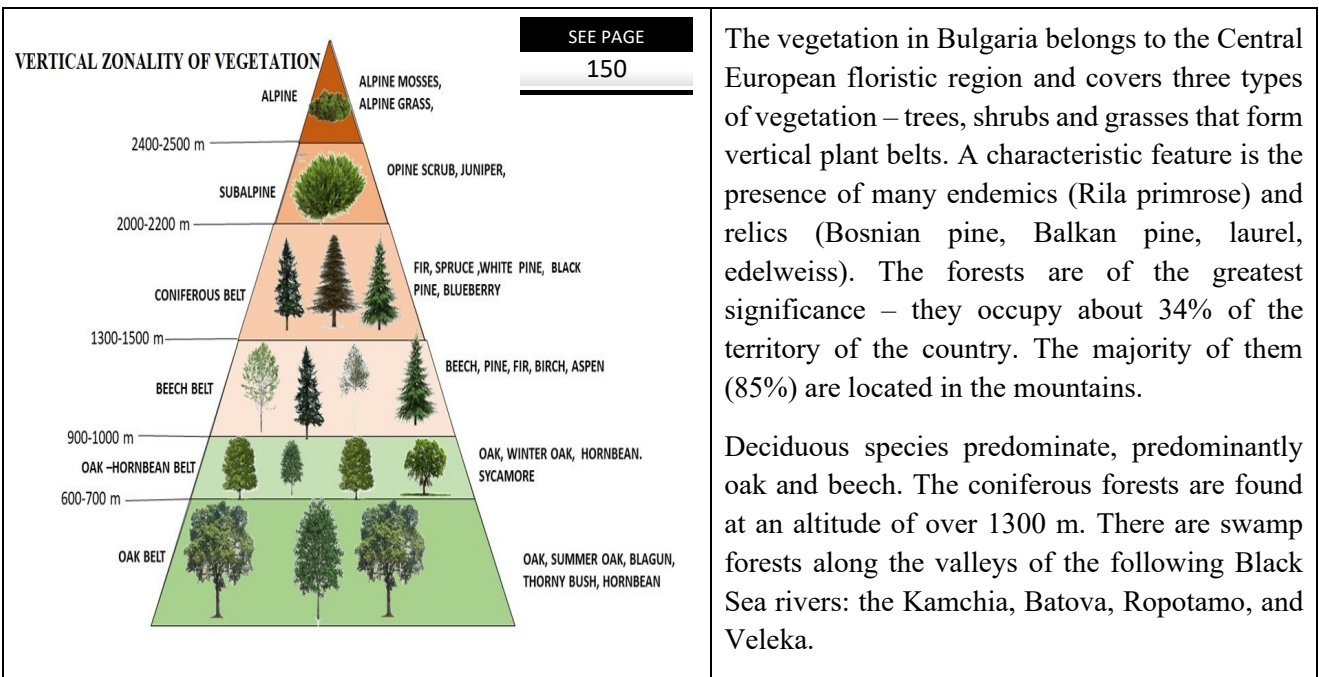 SEE PAGE
150
VERTICAL ZONALITY OF VEGETATION
ALPINE
ALPINE MOSSES,
ALPINE GRASS,
2400-2500 m
SUBALPINE
OPINE SCRUB, JUNIPER,
2000-2200 m
CONIFEROUS BELT
FIR, SPRUCE ,WHITE PINE, BLACK
PINE, BLUEBERRY
1300-1500 m
BEECH BELT
BEECH, PINE, FIR, BIRCH, ASPEN
900-1000 m
OAK –HORNBEAN BELT
OAK, WINTER OAK, HORNBEAN.
SYCAMORE
600-700 m
OAK BELT
OAK, SUMMER OAK, BLAGUN,
THORNY BUSH, HORNBEAN
The vegetation in Bulgaria belongs to the Central
European floristic region and covers three types
of vegetation – trees, shrubs and grasses that form
vertical plant belts. A characteristic feature is the
presence of many endemics (Rila primrose) and
relics (Bosnian pine, Balkan pine, laurel,
edelweiss). The forests are of the greatest
significance – they occupy about 34% of the
territory of the country. The majority of them
(85%) are located in the mountains.
Deciduous species predominate, predominantly
oak and beech. The coniferous forests are found
at an altitude of over 1300 m. There are swamp
forests along the valleys of the following Black
Sea rivers: the Kamchia, Batova, Ropotamo, and
Veleka.